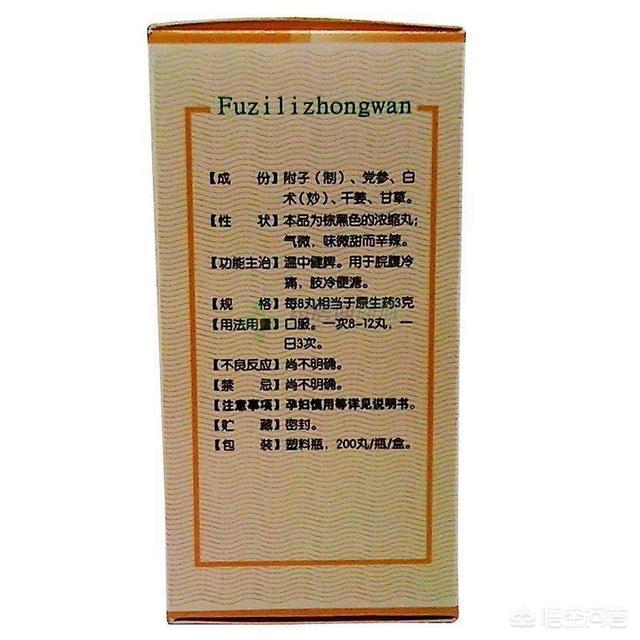 Fuzilizhongwan
【成 份】附子(制)、党参、白
术(炒)、干姜、甘草。
【性 状】本品为棕黑色的浓缩丸;
气微，味微甜而辛辣。
【功能主治】温中健脾。用于脘腹冷
痛，肢冷便溏。
【规 格】每8丸相当于原生药3克
【用法用量】口服。一次8-12丸，一
日3次。
【不良反应】尚不明确。
【禁 忌】尚不明确。
【注意事项】孕妇慎用等详见说明书。
【贮 藏】密封。
【包 装】塑料瓶，200丸/瓶/盒。
悟空问答